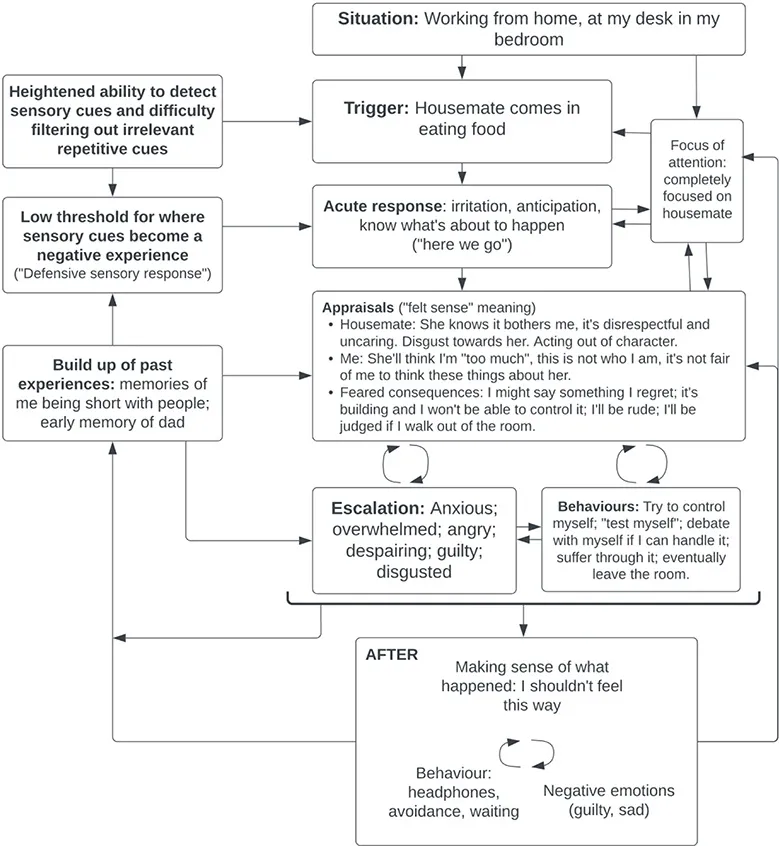 Situation: Working from home, at my desk in my
bedroom
Heightened ability to detect
sensory cues and difficulty
filtering out irrelevant
repetitive cues
Trigger: Housemate comes in
eating food
Focus of
attention:
completely
focused on
housemate
Low threshold for where
sensory cues become a
negative experience
("Defensive sensory response")
Acute response: irritation, anticipation,
know what's about to happen
("here we go")
Appraisals ("felt sense" meaning)
• Housemate: She knows it bothers me, it's disrespectful and
uncaring. Disgust towards her. Acting out of character.
• Me: She'll think I'm "too much", this is not who I am, it's not fair
of me to think these things about her.
• Feared consequences: I might say something I regret; it's
building and I won't be able to control it; I'll be rude; I'll be
judged if I walk out of the room.
Build up of past
experiences: memories of
me being short with people;
early memory of dad
Escalation: Anxious;
overwhelmed; angry;
despairing; guilty;
disgusted
Behaviours: Try to control
myself; "test myself"; debate
with myself if I can handle it;
suffer through it; eventually
leave the room.
AFTER
Making sense of what
happened: I shouldn't feel
this way
Behaviour:
headphones,
avoidance, waiting
Negative emotions
(guilty, sad)